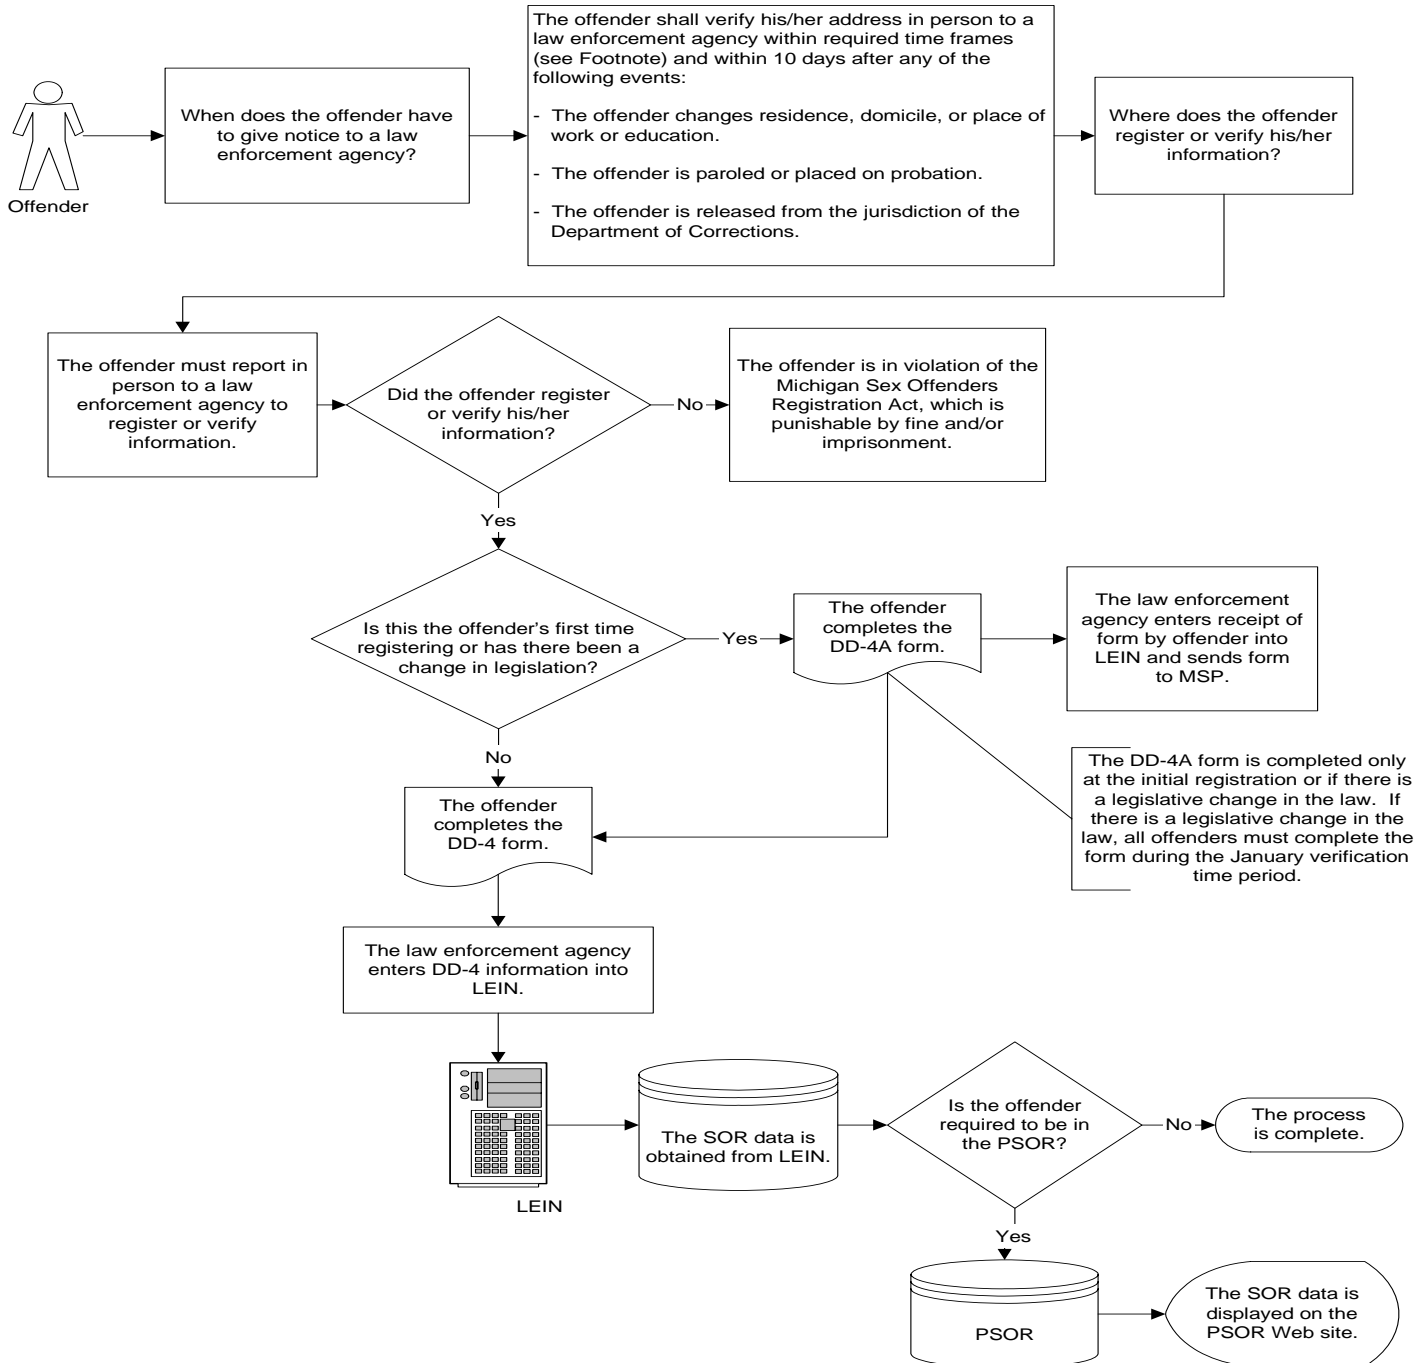 The offender shall verify his/her address in person to a
law enforcement agency within required time frames
(see Footnote) and within 10 days after any of the
following events:
- The offender changes residence, domicile, or place of
work or education.
- The offender is paroled or placed on probation.
- The offender is released from the jurisdiction of the
Department of Corrections.
Offender
When does the offender have
to give notice to a law
enforcement agency?
Where does the offender
register or verify his/her
information?
The offender must report in
person to a law
enforcement agency to
register or verify
information.
Did the offender register
or verify his/her
information?
No
The offender is in violation of the
Michigan Sex Offenders
Registration Act, which is
punishable by fine and/or
imprisonment.
Yes
Is this the offender's first time
registering or has there been a
change in legislation?
Yes
The offender
completes the
DD-4A form.
The law enforcement
agency enters receipt of
form by offender into
LEIN and sends form
to MSP.
No
The DD-4A form is completed only
at the initial registration or if there is
a legislative change in the law.  If
there is a legislative change in the
law, all offenders must complete the
form during the January verification
time period.
The offender
completes the
DD-4 form.
The law enforcement agency
enters DD-4 information into
LEIN.
LEIN
The SOR data is
obtained from LEIN.
Is the offender
required to be in
the PSOR?
No
The process
is complete.
Yes
PSOR
The SOR data is
displayed on the
PSOR Web site.